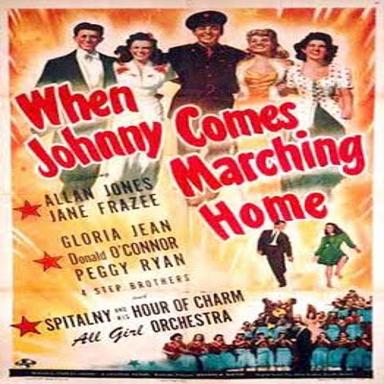 When
Johnny Comes
Marching
Home
ALLAN JONES
JANE FRAZEE
GLORIA JEAN
Donald O'CONNOR
PEGGY RYAN
4 STEP BROTHERS
and
SPITALNY AND HIS HOUR OF CHARM
All Girl ORCHESTRA